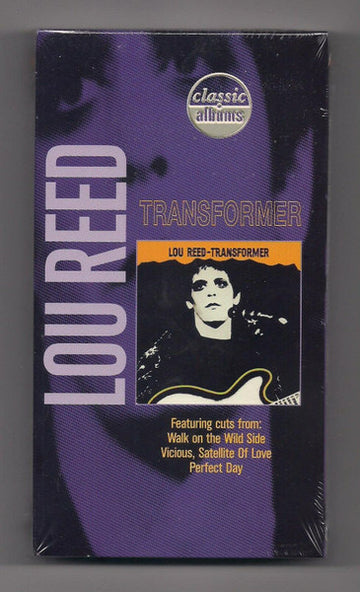 classic
albums
LOU REED
TRANSFORMER
LOU REED-TRANSFORMER
Featuring cuts from:
Walk on the Wild Side
Vicious, Satellite Of Love
Perfect Day